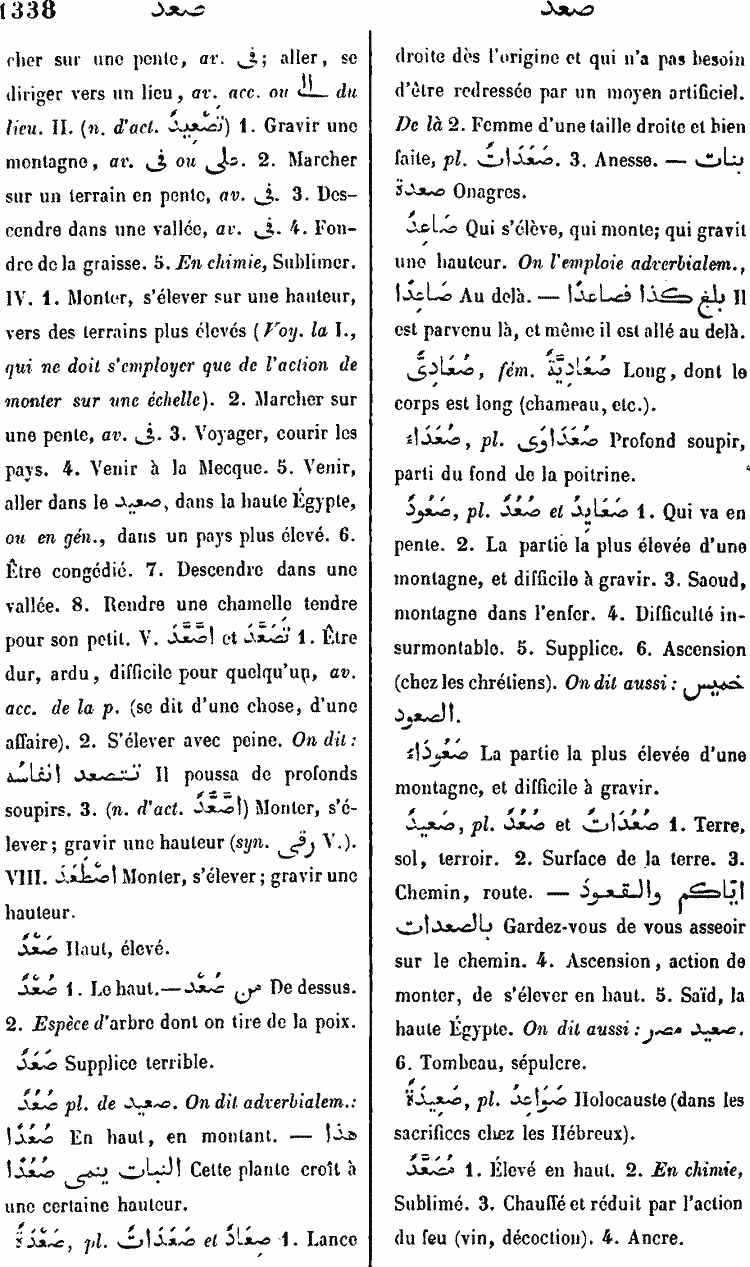 1338 صعد صعد
cher sur une pente, av. فى; aller, se
diriger vers un lieu, av. acc. ou الـ du
lieu. II. (n. d'act. تَصْعِيدٌ) 1. Gravir une
montagne, av. فى ou على. 2. Marcher
sur un terrain en pente, av. فى. 3. Des-
cendre dans une vallée, av. فى. 4. Fon-
dre de la graisse. 5. En chimie, Sublimer.
IV. 1. Monter, s'élever sur une hauteur,
vers des terrains plus élevés (Voy. la I.,
qui ne doit s'employer que de l'action de
monter sur une échelle). 2. Marcher sur
une pente, av. فى. 3. Voyager, courir les
pays. 4. Venir à la Mecque. 5. Venir,
aller dans le صعيد, dans la haute Égypte,
ou en gén., dans un pays plus élevé. 6.
Être congédié. 7. Descendre dans une
vallée. 8. Rendre une chamelle tendre
pour son petit. V. اصَّعَّدَ et تَصَعَّدَ 1. Être
dur, ardu, difficile pour quelqu'un, av.
acc. de la p. (se dit d'une chose, d'une
affaire). 2. S'élever avec peine. On dit:
تتصعد انفاسُه Il poussa de profonds
soupirs. 3. (n. d'act. اصَّعُّدٌ) Monter, s'é-
lever; gravir une hauteur (syn. رقى V.).
VIII. اصْطَعَدَ Monter, s'élever; gravir une
hauteur.
صَعْدٌ Haut, élevé.
صُعْدٌ 1. Le haut.—من صُعْد De dessus.
2. Espèce d'arbre dont on tire de la poix.
صَعَدٌ Supplice terrible.
صُعُدٌ pl. de صعيد. On dit adverbialem.:
صُعُدًا En haut, en montant. — هذا
النبات ينمى صُعُدًا Cette plante croît à
une certaine hauteur.
صَعْدَةٌ, pl. صَعَدَاتٌ et صِعَادٌ 1. Lance
droite dès l'origine et qui n'a pas besoin
d'être redressée par un moyen artificiel.
De là 2. Femme d'une taille droite et bien
faite, pl. صَعْدَاتٌ. 3. Anesse. — بنات
صعدة Onagres.
صَاعِدٌ Qui s'élève, qui monte; qui gravit
une hauteur. On l'emploie adverbialem.,
صَاعِدًا Au delà. — بلغ كذا فصاعدًا Il
est parvenu là, et même il est allé au delà.
صُعَادِىٌّ, fém. صُعَادِيَّةٌ Long, dont le
corps est long (chameau, etc.).
صُعَدَاءُ, pl. صُعَدَاوَى Profond soupir,
parti du fond de la poitrine.
صَعُودٌ, pl. صُعُدٌ et صَعَايِدُ 1. Qui va en
pente. 2. La partie la plus élevée d'une
montagne, et difficile à gravir. 3. Saoud,
montagne dans l'enfer. 4. Difficulté in-
surmontable. 5. Supplice. 6. Ascension
(chez les chrétiens). On dit aussi: خميس
الصعود.
صَعُودَاءُ La partie la plus élevée d'une
montagne, et difficile à gravir.
صَعِيدٌ, pl. صُعُدٌ et صُعُدَاتٌ 1. Terre,
sol, terroir. 2. Surface de la terre. 3.
Chemin, route. — ايّاكم والقعودَ
بالصعدات Gardez-vous de vous asseoir
sur le chemin. 4. Ascension, action de
monter, de s'élever en haut. 5. Saïd, la
haute Égypte. On dit aussi: صعيد مصر.
6. Tombeau, sépulcre.
صَعِيدَةٌ, pl. صَوَاعِدُ Holocauste (dans les
sacrifices chez les Hébreux).
مُصَعَّدٌ 1. Élevé en haut. 2. En chimie,
Sublimé. 3. Chauffé et réduit par l'action
du feu (vin, décoction). 4. Ancre.